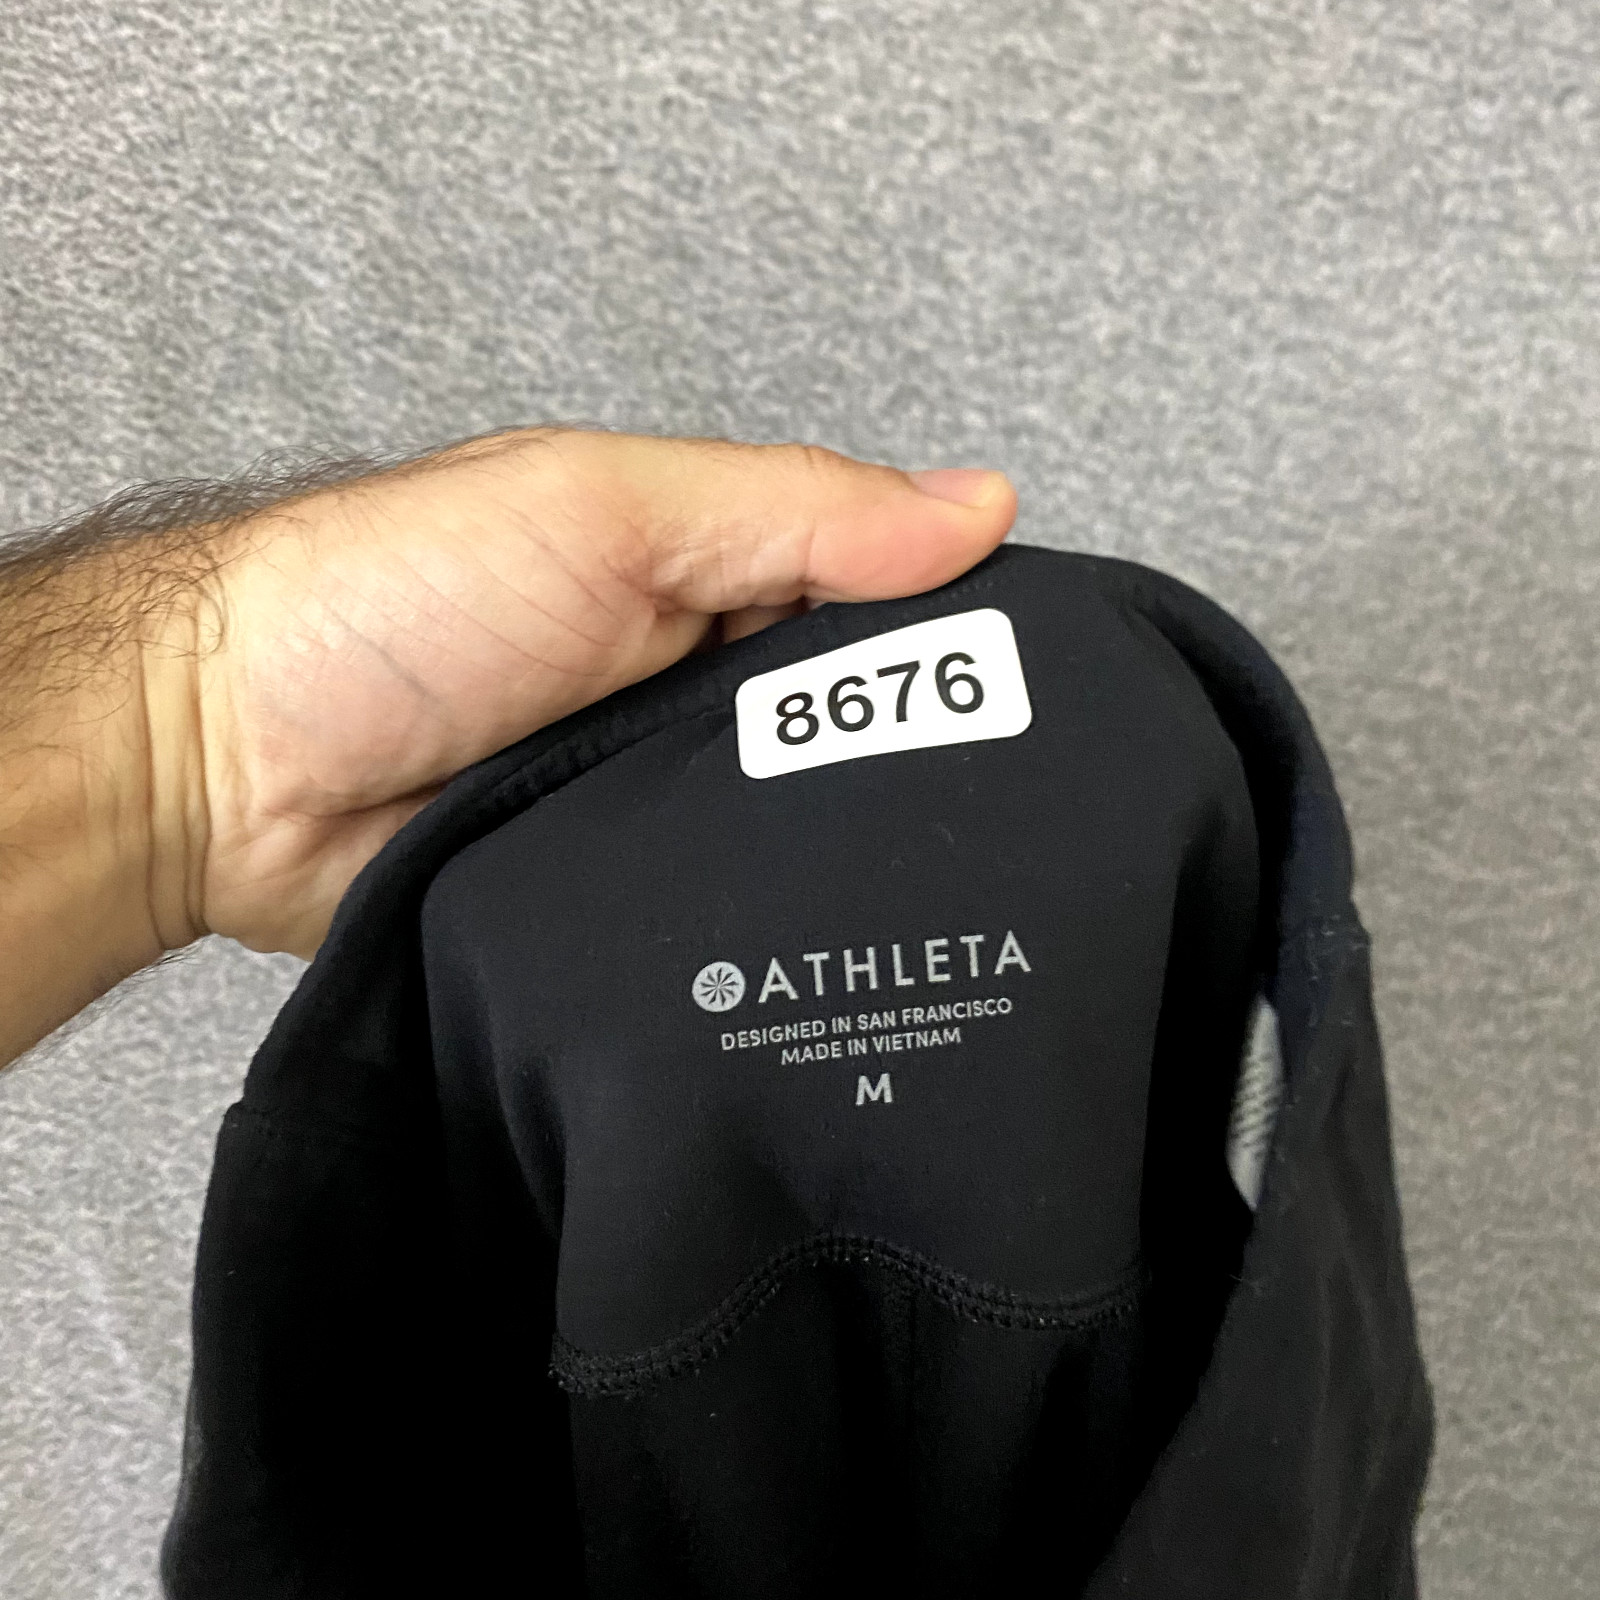 8676
ATHLETA
DESIGNED IN SAN FRANCISCO
MADE IN VIETNAM
M